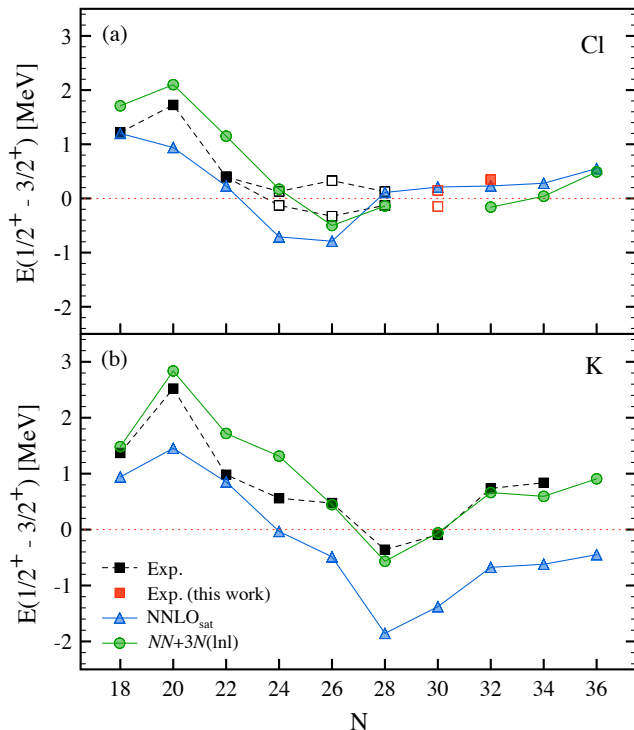 (a)
Cl
3
2
1
0
-1
-2
E(1/2⁺ - 3/2⁺) [MeV]
(b)
K
3
2
1
0
-1
-2
E(1/2⁺ - 3/2⁺) [MeV]
Exp.
Exp. (this work)
NNLOₛₐₜ
NN+3N(lnl)
18 20 22 24 26 28 30 32 34 36
N